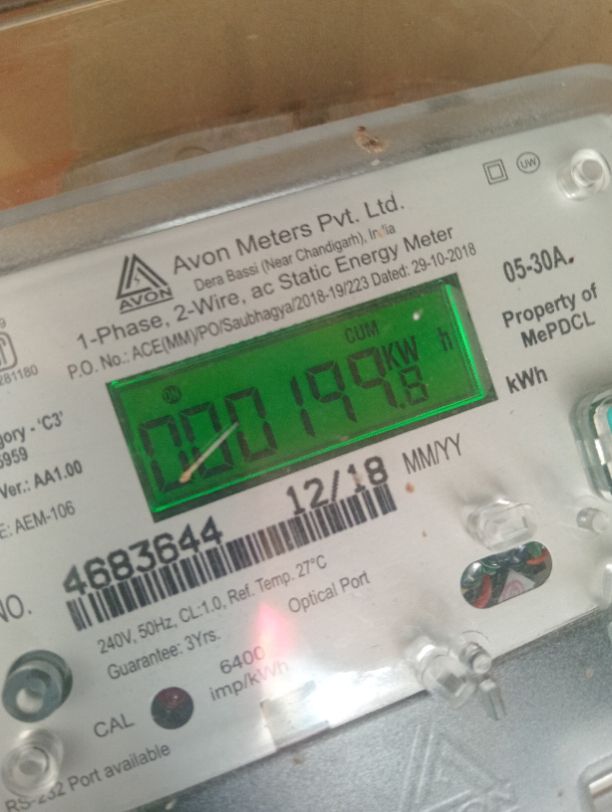 UW
Avon Meters Pvt. Ltd.
AVON
Dera Bassi (Near Chandigarh), India
1-Phase, 2-Wire, ac Static Energy Meter
P.O. No.: ACE(MM)/PO/Saubhagya/2018-19/223 Dated: 29-10-2018
05-30A.
Property of
MePDCL
CUM
ON
000199.8
KW h
kWh
281180
gory - 'C3'
5959
Ver.: AA1.00
E: AEM-106
12/18 MM/YY
NO. 4683644
240V, 50Hz, CL:1.0, Ref. Temp. 27°C
Guarantee: 3Yrs.
Optical Port
6400
imp/kWh
CAL
RS-232 Port available